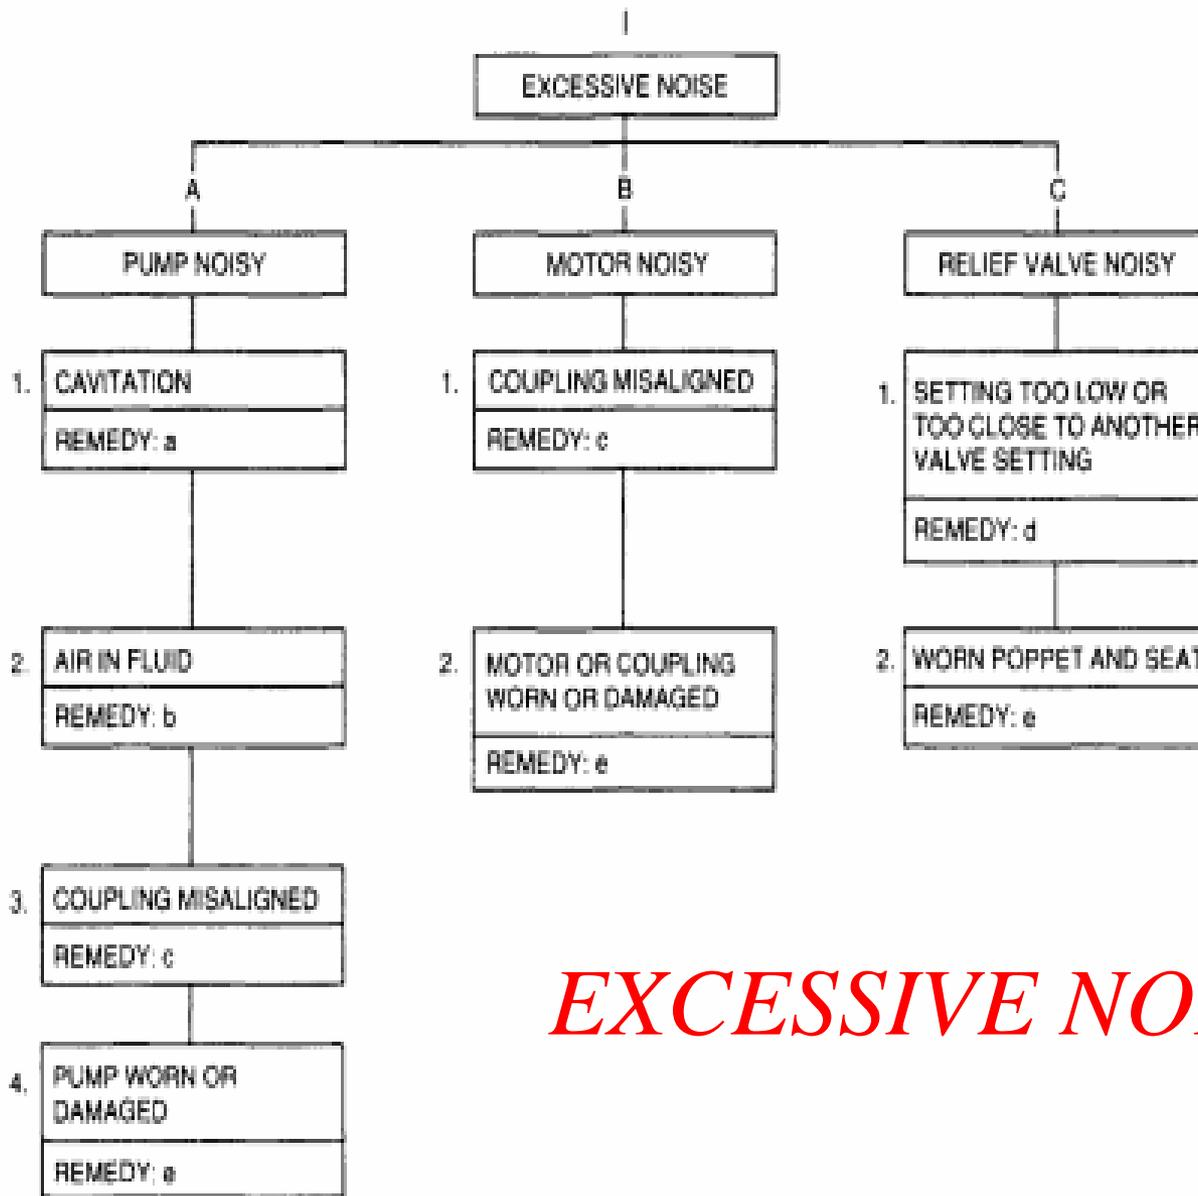 I
EXCESSIVE NOISE
A
B
C
PUMP NOISY
MOTOR NOISY
RELIEF VALVE NOISY
1. CAVITATION
REMEDY: a
2. AIR IN FLUID
REMEDY: b
3. COUPLING MISALIGNED
REMEDY: c
4. PUMP WORN OR
DAMAGED
REMEDY: e
1. COUPLING MISALIGNED
REMEDY: c
2. MOTOR OR COUPLING
WORN OR DAMAGED
REMEDY: e
1. SETTING TOO LOW OR
TOO CLOSE TO ANOTHER
VALVE SETTING
REMEDY: d
2. WORN POPPET AND SEAT
REMEDY: e
EXCESSIVE NO